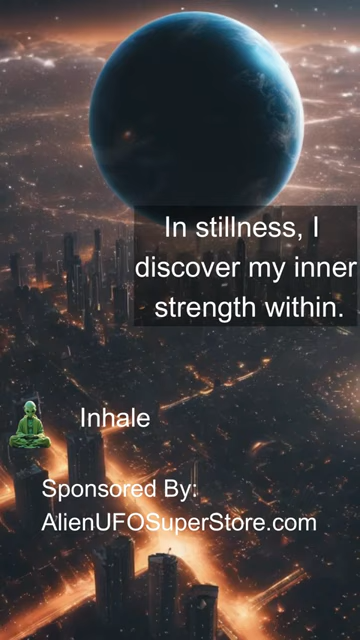 In stillness, I
discover my inner
strength within.
Inhale
Sponsored By:
AlienUFOSuperStore.com